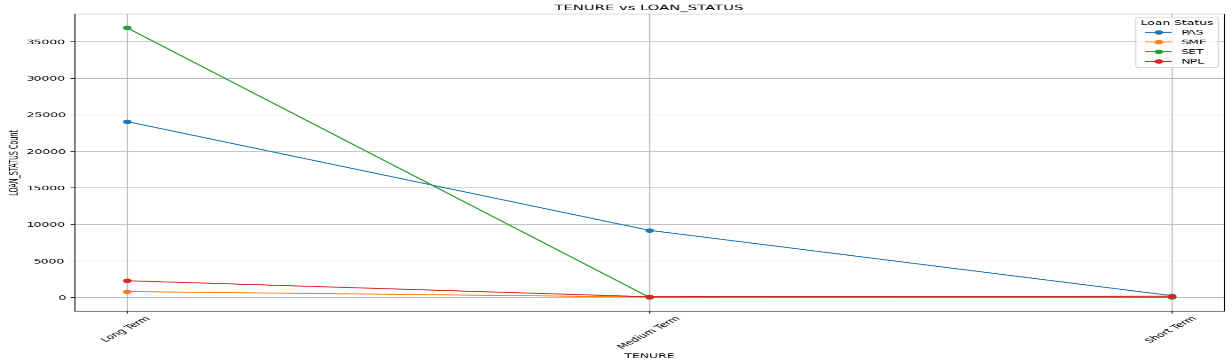 TENURE vs LOAN_STATUS
Loan Status
PAS
SMF
SET
NPL
LOAN_STATUS Count
35000
30000
25000
20000
15000
10000
5000
0
Long Term
Medium Term
Short Term
TENURE